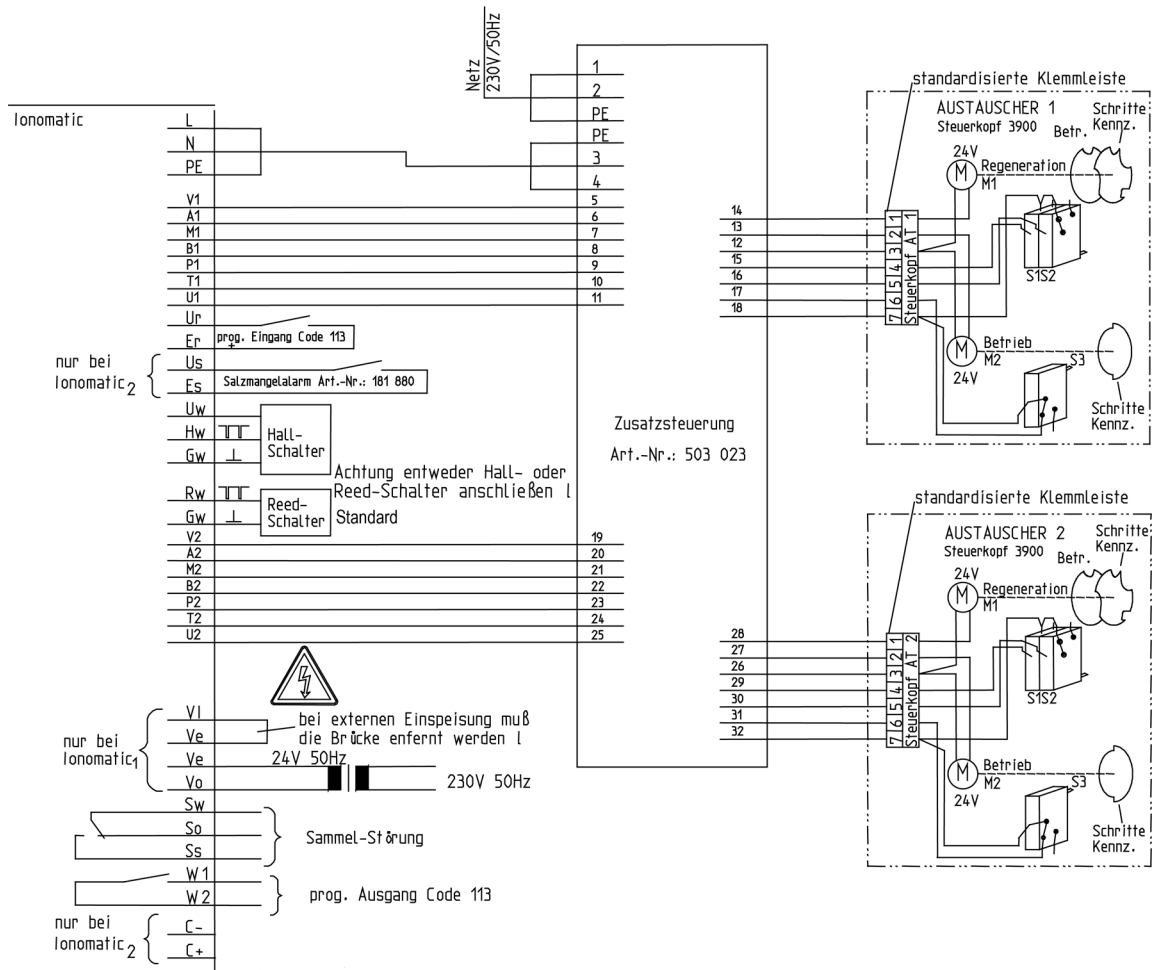 Netz
230V/50Hz
Ionomatic
L
N
PE
V1
A1
M1
B1
P1
T1
U1
Ur
Er
prog. Eingang Code 113
+
nur bei
Ionomatic2
Us
Es
Salzmangelalarm Art.-Nr.: 181 880
Uw
Hw
Gw
Hall-
Schalter
Achtung entweder Hall- oder
Reed-Schalter anschließen !
Rw
Gw
Reed-
Schalter
Standard
V2
A2
M2
B2
P2
T2
U2
nur bei
Ionomatic1
VI
Ve
Ve
Vo
bei externen Einspeisung muß
die Brücke enfernt werden !
24V 50Hz
230V 50Hz
Sw
So
Ss
Sammel-Störung
W1
W2
prog. Ausgang Code 113
nur bei
Ionomatic2
C-
C+
1
2
PE
PE
3
4
5
6
7
8
9
10
11
Zusatzsteuerung
Art.-Nr.: 503 023
19
20
21
22
23
24
25
14
13
12
15
16
17
18
28
27
26
29
30
31
32
standardisierte Klemmleiste
AUSTAUSCHER 1
Steuerkopf 3900
Schritte
Kennz.
Betr.
24V
M
Regeneration
M1
1
2
3
4
5
6
7
Steuerkopf AT 1
S1S2
M
Betrieb
M2
24V
S3
Schritte
Kennz.
standardisierte Klemmleiste
AUSTAUSCHER 2
Steuerkopf 3900
Schritte
Kennz.
Betr.
24V
M
Regeneration
M1
1
2
3
4
5
6
7
Steuerkopf AT 2
S1S2
M
Betrieb
M2
24V
S3
Schritte
Kennz.